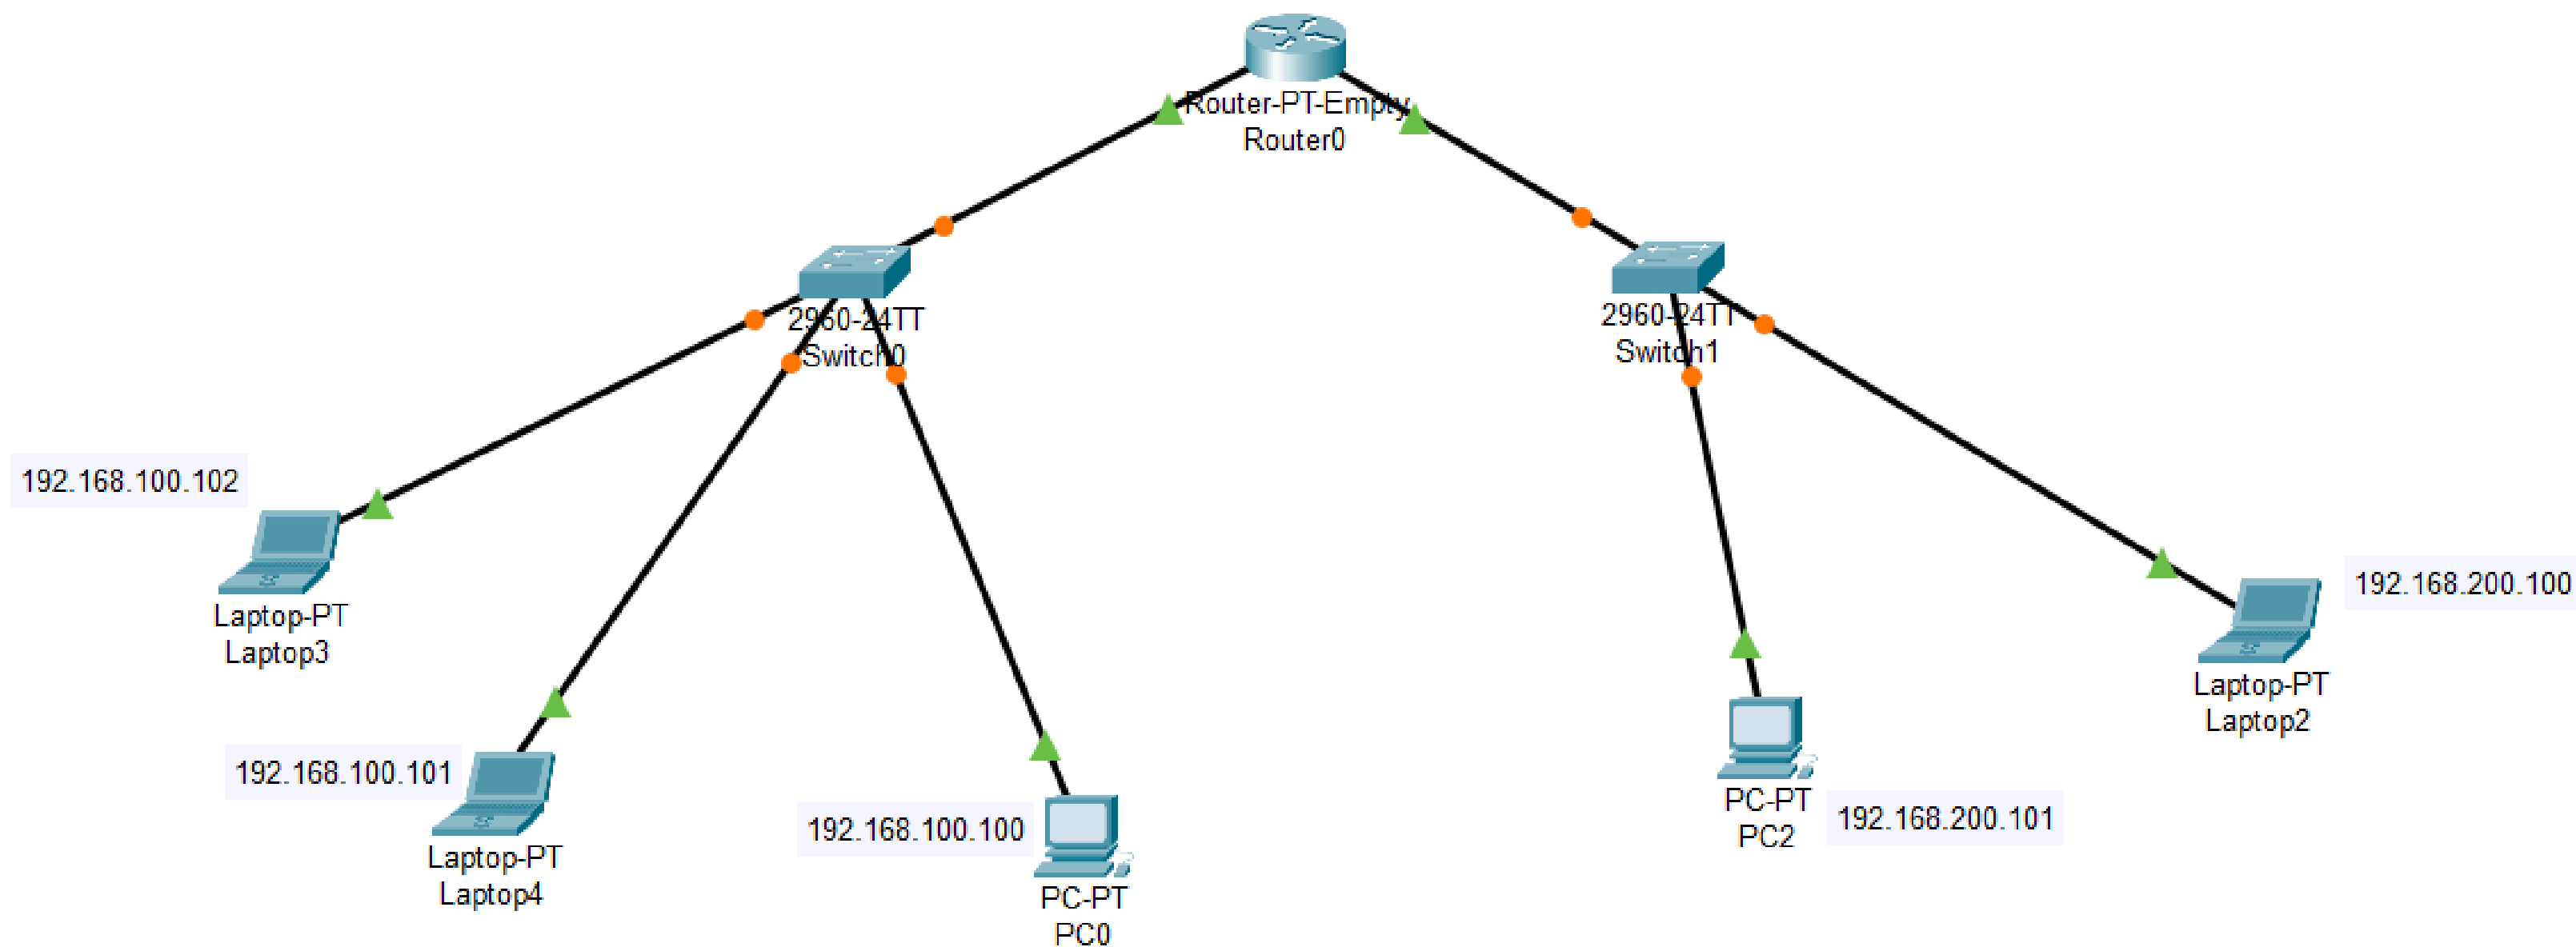 Router-PT-Empty
Router0
2960-24TT
Switch0
2960-24TT
Switch1
192.168.100.102
Laptop-PT
Laptop3
192.168.100.101
Laptop-PT
Laptop4
192.168.100.100
PC-PT
PC0
PC-PT
PC2
192.168.200.101
192.168.200.100
Laptop-PT
Laptop2